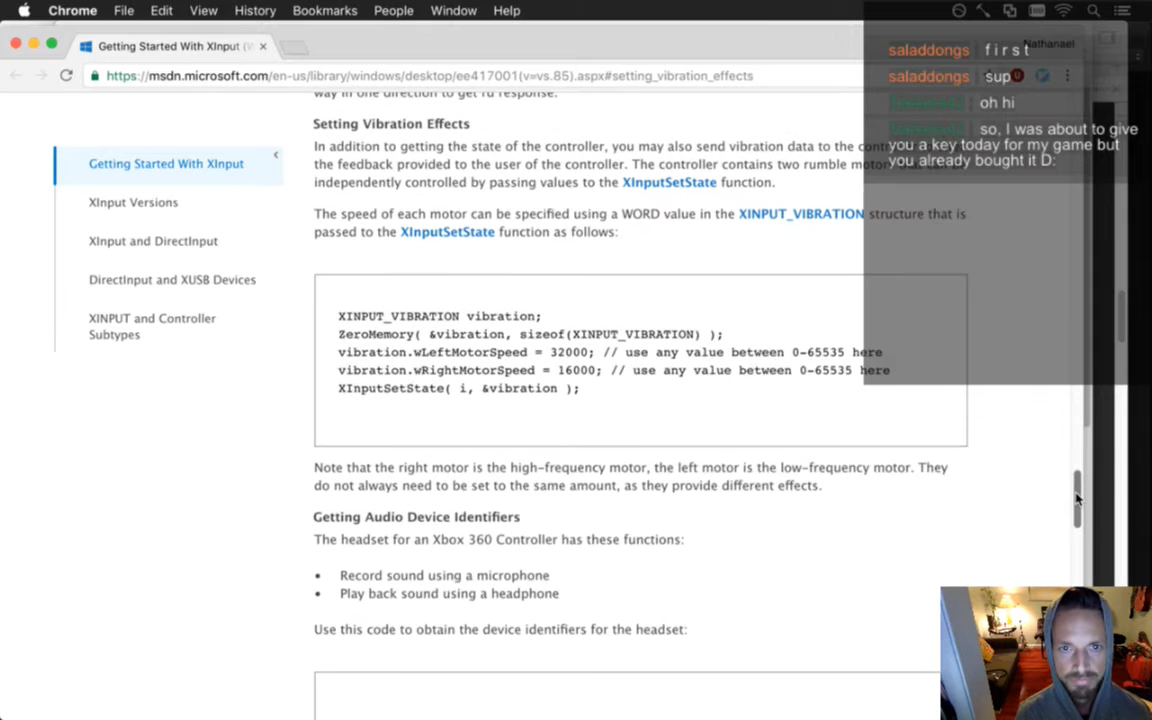 Chrome File Edit View History Bookmarks People Window Help
Getting Started With XInput (
Nathanael
https://msdn.microsoft.com/en-us/library/windows/desktop/ee417001(v=vs.85).aspx#setting_vibration_effects
saladdongs first
saladdongs sup
oh hi
so, I was about to give
you a key today for my game but
you already bought it D:
Getting Started With XInput
XInput Versions
XInput and DirectInput
DirectInput and XUSB Devices
XINPUT and Controller
Subtypes
way in one direction to get
response.
Setting Vibration Effects
In addition to getting the state of the controller, you may also send vibration data to the
the feedback provided to the user of the controller. The controller contains two rumble
independently controlled by passing values to the XInputSetState function.
The speed of each motor can be specified using a WORD value in the XINPUT_VIBRATION structure that is
passed to the XInputSetState function as follows:
XINPUT_VIBRATION vibration;
ZeroMemory( &vibration, sizeof(XINPUT_VIBRATION) );
vibration.wLeftMotorSpeed = 32000; // use any value between 0-65535 here
vibration.wRightMotorSpeed = 16000; // use any value between 0-65535 here
XInputSetState( i, &vibration );
Note that the right motor is the high-frequency motor, the left motor is the low-frequency motor. They
do not always need to be set to the same amount, as they provide different effects.
Getting Audio Device Identifiers
The headset for an Xbox 360 Controller has these functions:
• Record sound using a microphone
• Play back sound using a headphone
Use this code to obtain the device identifiers for the headset: